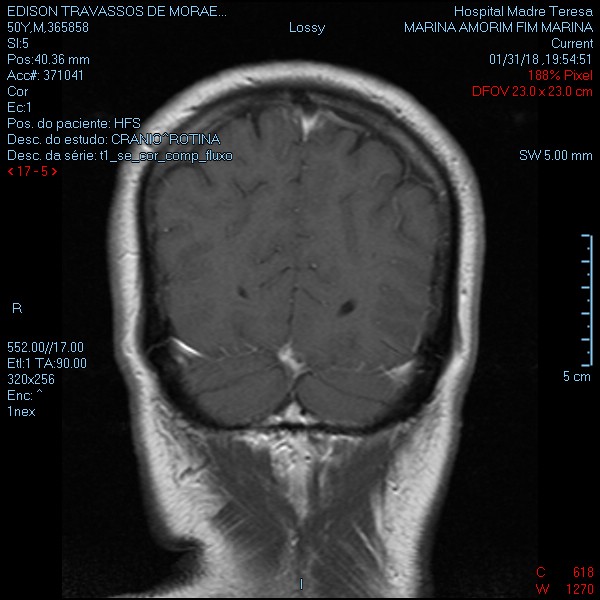 EDISON TRAVASSOS DE MORAE...
50Y,M,365858
Sl:5
Pos:40.36 mm
Acc#: 371041
Cor
Ec:1
Pos. do paciente: HFS
Desc. do estudo: CRANIO^ROTINA
Desc. da série: t1_se_cor_comp_fluxo
< 17 - 5 >
Lossy
Hospital Madre Teresa
MARINA AMORIM FIM MARINA
Current
01/31/18 ,19:54:51
188% Pixel
DFOV 23.0 x 23.0 cm
SW 5.00 mm
R
552.00//17.00
Etl:1 TA:90.00
320x256
Enc: ^
1nex
5 cm
I
C 618
W 1270